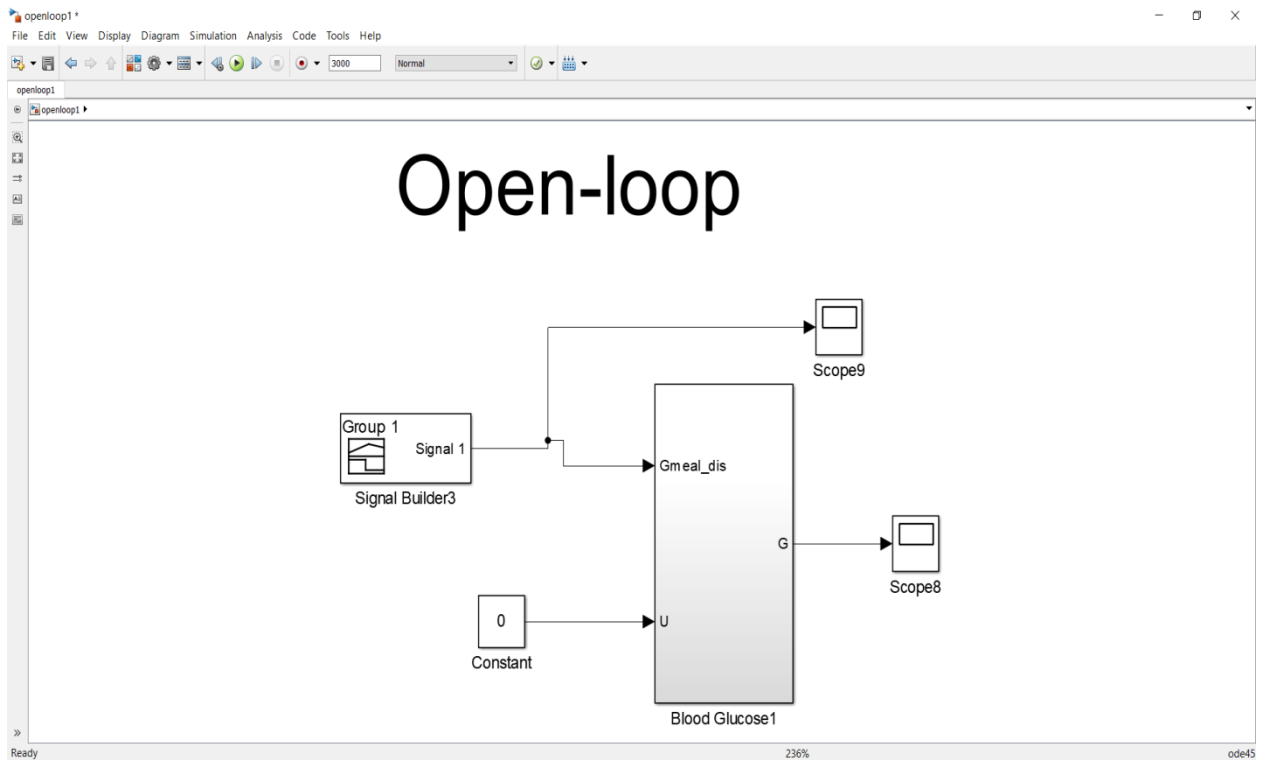 openloop1 *
File Edit View Display Diagram Simulation Analysis Code Tools Help
3000
Normal
openloop1
openloop1
Open-loop
Scope9
Group 1
Signal 1
Signal Builder3
Gmeal_dis
G
Scope8
0
U
Constant
Blood Glucose1
Ready
236%
ode45